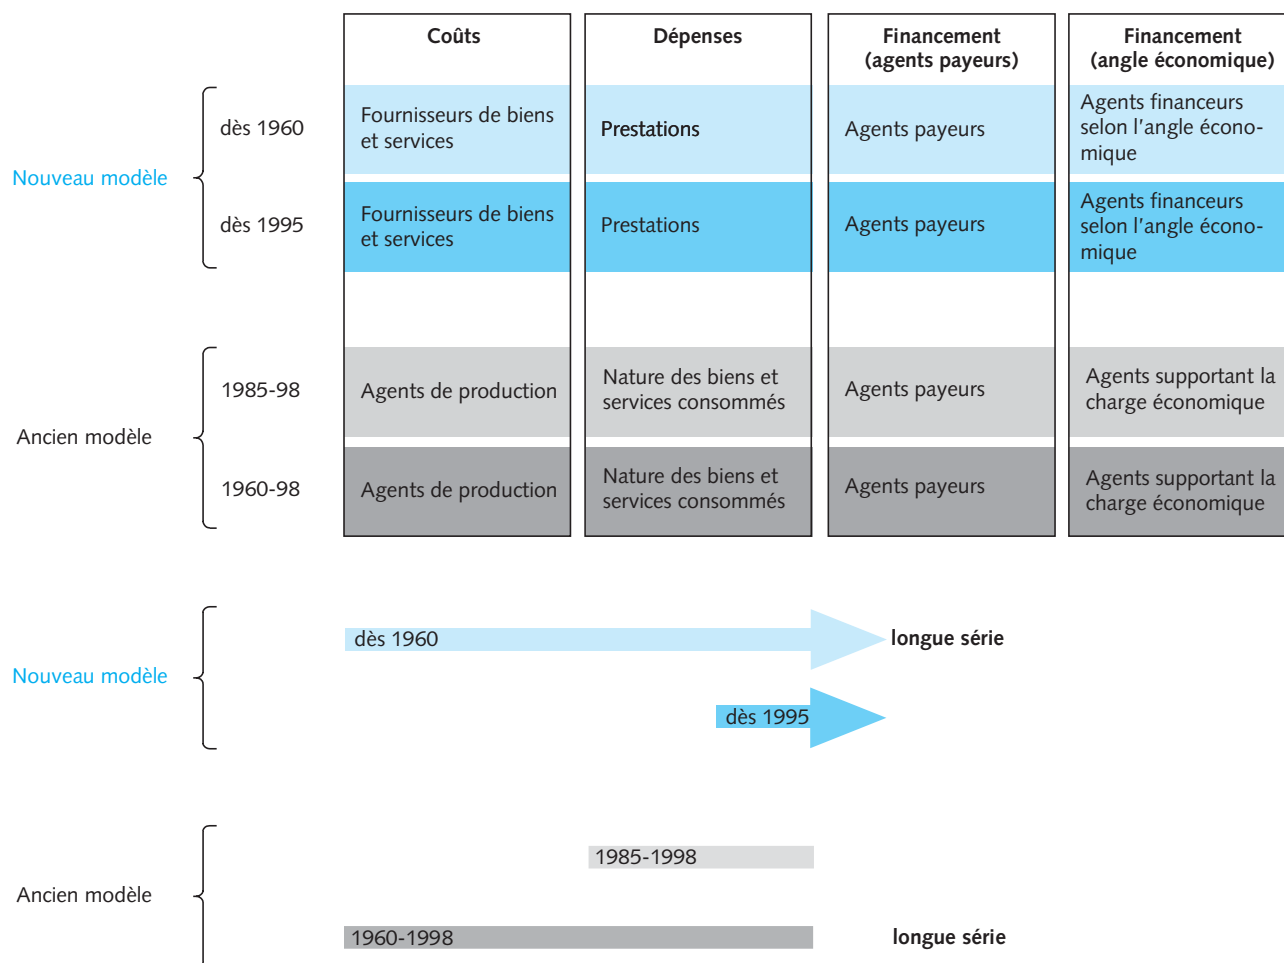 Coûts
Dépenses
Financement
(agents payeurs)
Financement
(angle économique)
Nouveau modèle
dès 1960
Fournisseurs de biens
et services
Prestations
Agents payeurs
Agents financeurs
selon l'angle écono-
mique
dès 1995
Fournisseurs de biens
et services
Prestations
Agents payeurs
Agents financeurs
selon l'angle écono-
mique
Ancien modèle
1985-98
Agents de production
Nature des biens et
services consommés
Agents payeurs
Agents supportant la
charge économique
1960-98
Agents de production
Nature des biens et
services consommés
Agents payeurs
Agents supportant la
charge économique
Nouveau modèle
dès 1960
longue série
dès 1995
Ancien modèle
1985-1998
1960-1998
longue série